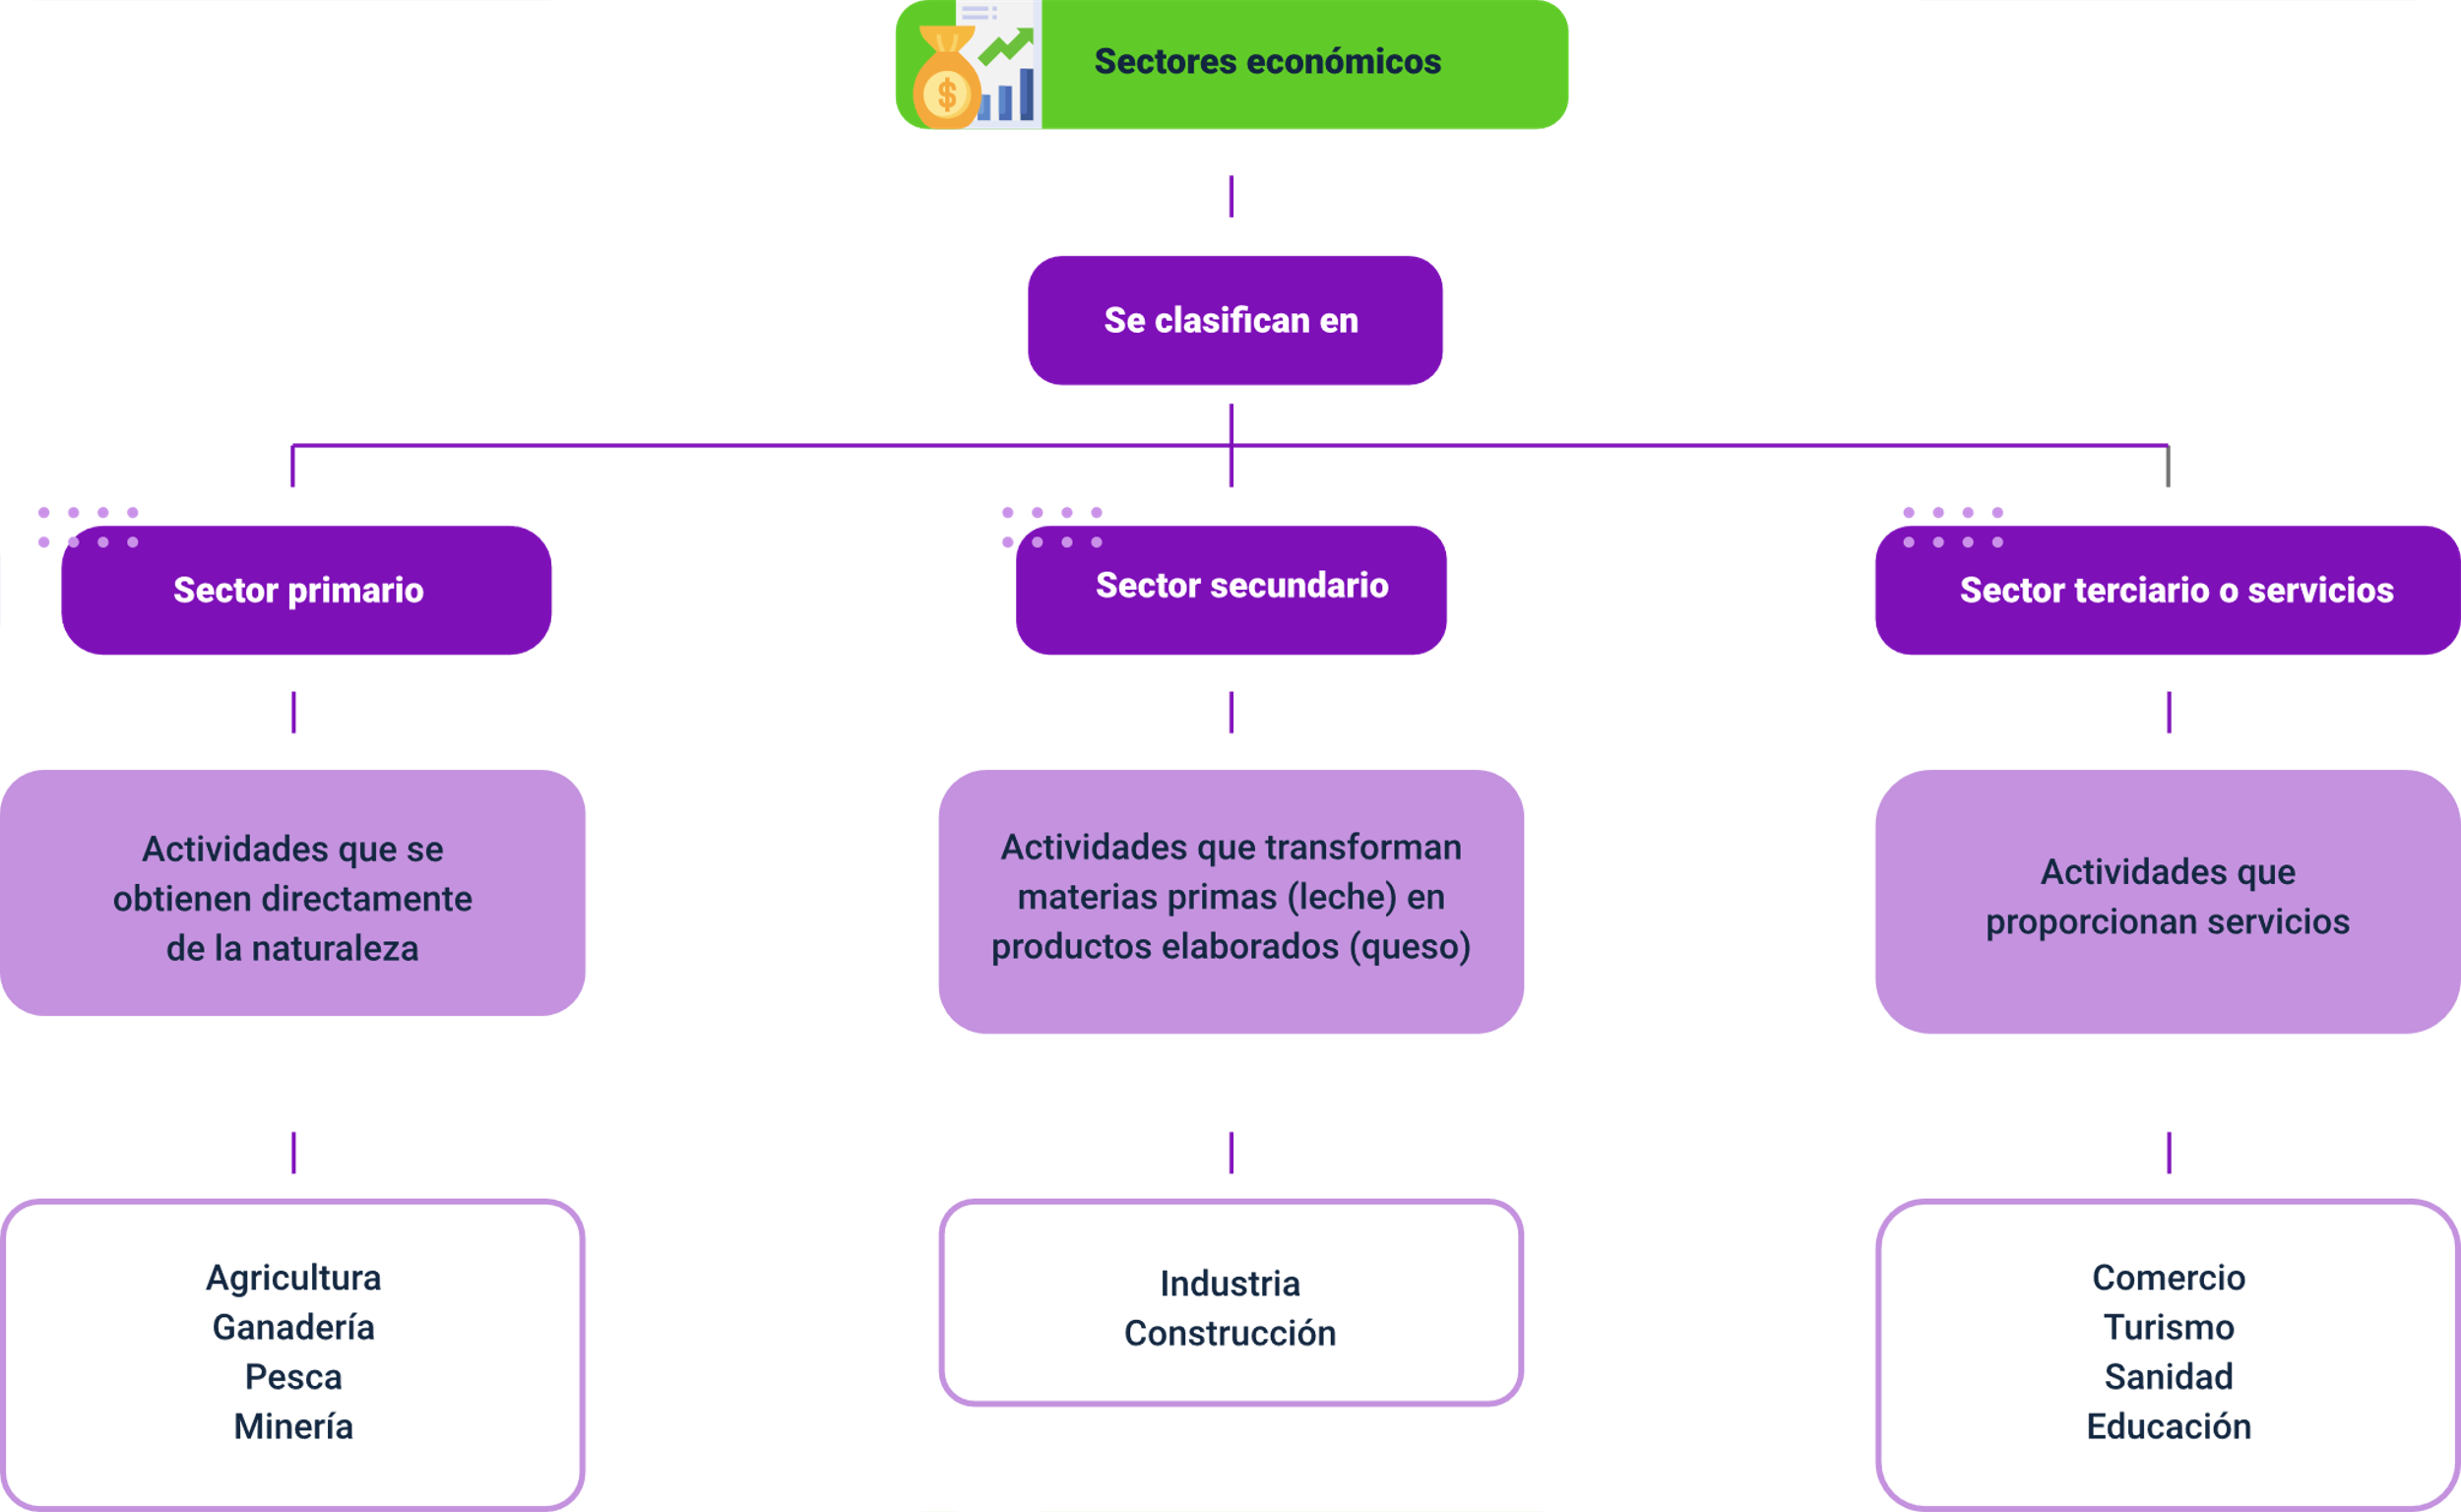 Sectores económicos
Se clasifican en
Sector primario
Sector secundario
Sector terciario o servicios
Actividades que se
obtienen directamente
de la naturaleza
Actividades que transforman
materias primas (leche) en
productos elaborados (queso)
Actividades que
proporcionan servicios
Agricultura
Ganadería
Pesca
Minería
Industria
Construcción
Comercio
Turismo
Sanidad
Educación